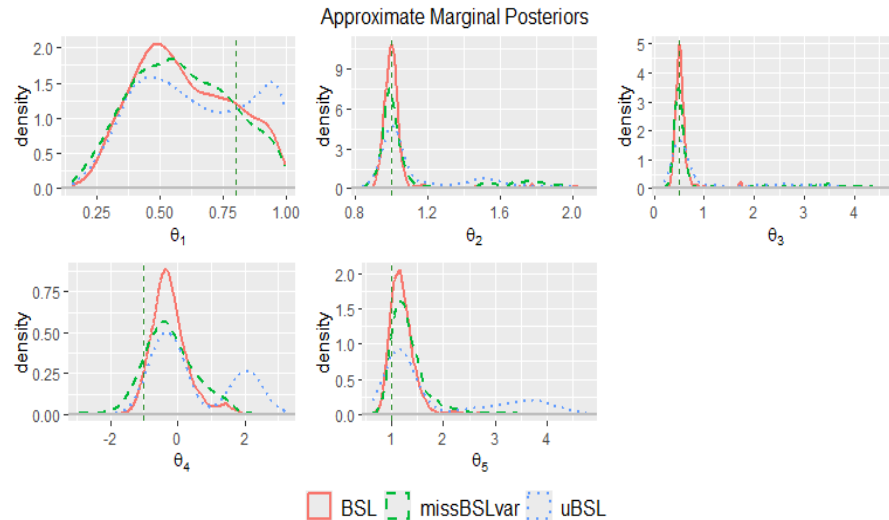 Approximate Marginal Posteriors
density
2.0
1.5
1.0
0.5
0.0
0.25 0.50 0.75 1.00
θ1
density
9
6
3
0
0.8 1.2 1.6 2.0
θ2
density
5
4
3
2
1
0
0 1 2 3 4
θ3
density
0.75
0.50
0.25
0.00
-2 0 2
θ4
density
2.0
1.5
1.0
0.5
0.0
1 2 3 4
θ5
BSL missBSLvar uBSL